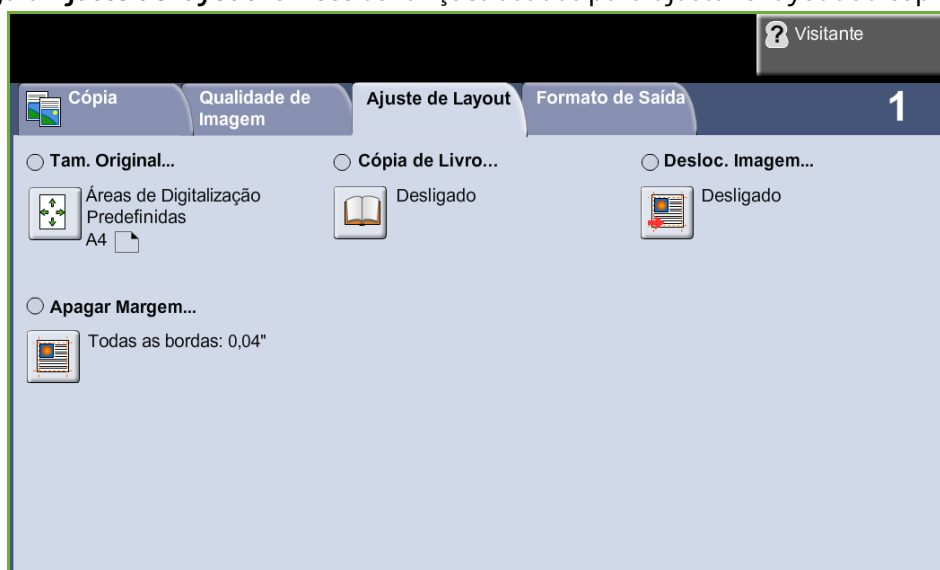 Visitante
Cópia
Qualidade de
Imagem
Ajuste de Layout
Formato de Saída
1
Tam. Original...
Áreas de Digitalização
Predefinidas
A4
Cópia de Livro...
Desligado
Desloc. Imagem...
Desligado
Apagar Margem...
Todas as bordas: 0,04"